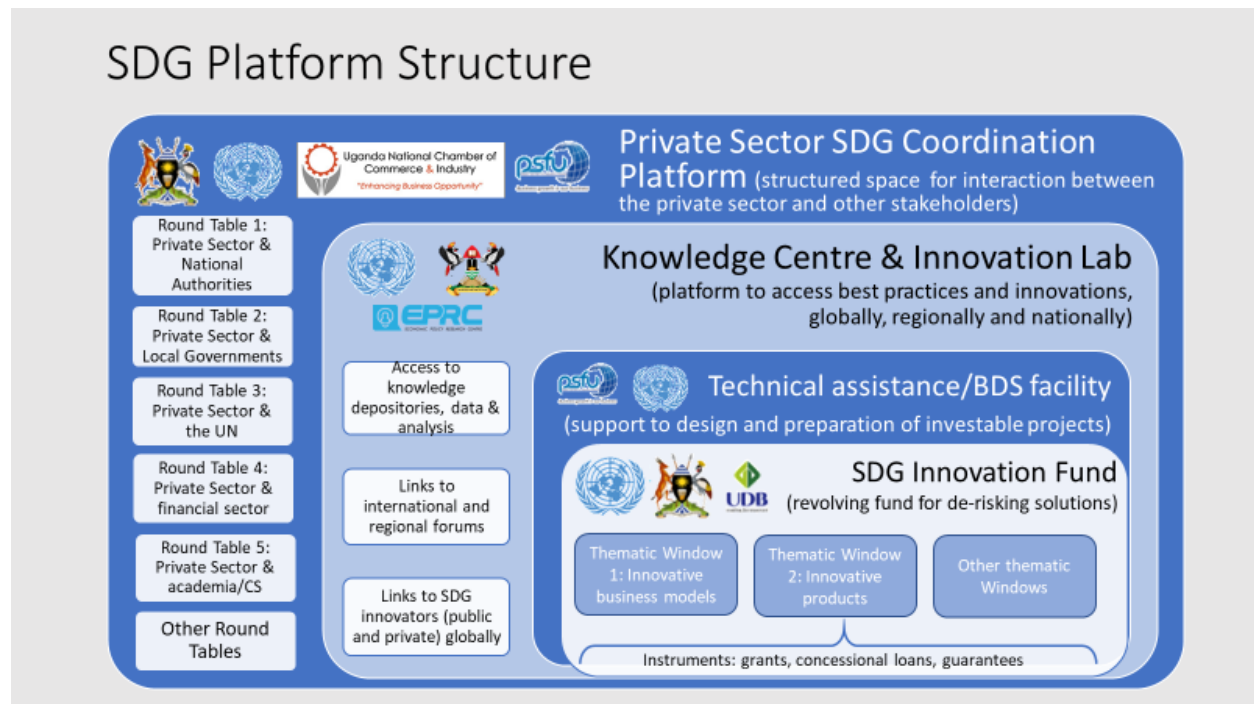 SDG Platform Structure
Uganda National Chamber of
Commerce & Industry
"Enhancing Business Opportunity"
psfu
Private Sector SDG Coordination
Platform (structured space for interaction between
the private sector and other stakeholders)
Round Table 1:
Private Sector &
National
Authorities
Round Table 2:
Private Sector &
Local Governments
Round Table 3:
Private Sector &
the UN
Round Table 4:
Private Sector &
financial sector
Round Table 5:
Private Sector &
academia/CS
Other Round
Tables
EPRC
ECONOMIC POLICY RESEARCH CENTRE
Knowledge Centre & Innovation Lab
(platform to access best practices and innovations,
globally, regionally and nationally)
Access to
knowledge
depositories, data &
analysis
Links to
international and
regional forums
Links to SDG
innovators (public
and private) globally
psfu
Technical assistance/BDS facility
(support to design and preparation of investable projects)
UDB
SDG Innovation Fund
(revolving fund for de-risking solutions)
Thematic Window
1: Innovative
business models
Thematic Window
2: Innovative
products
Other thematic
Windows
Instruments: grants, concessional loans, guarantees